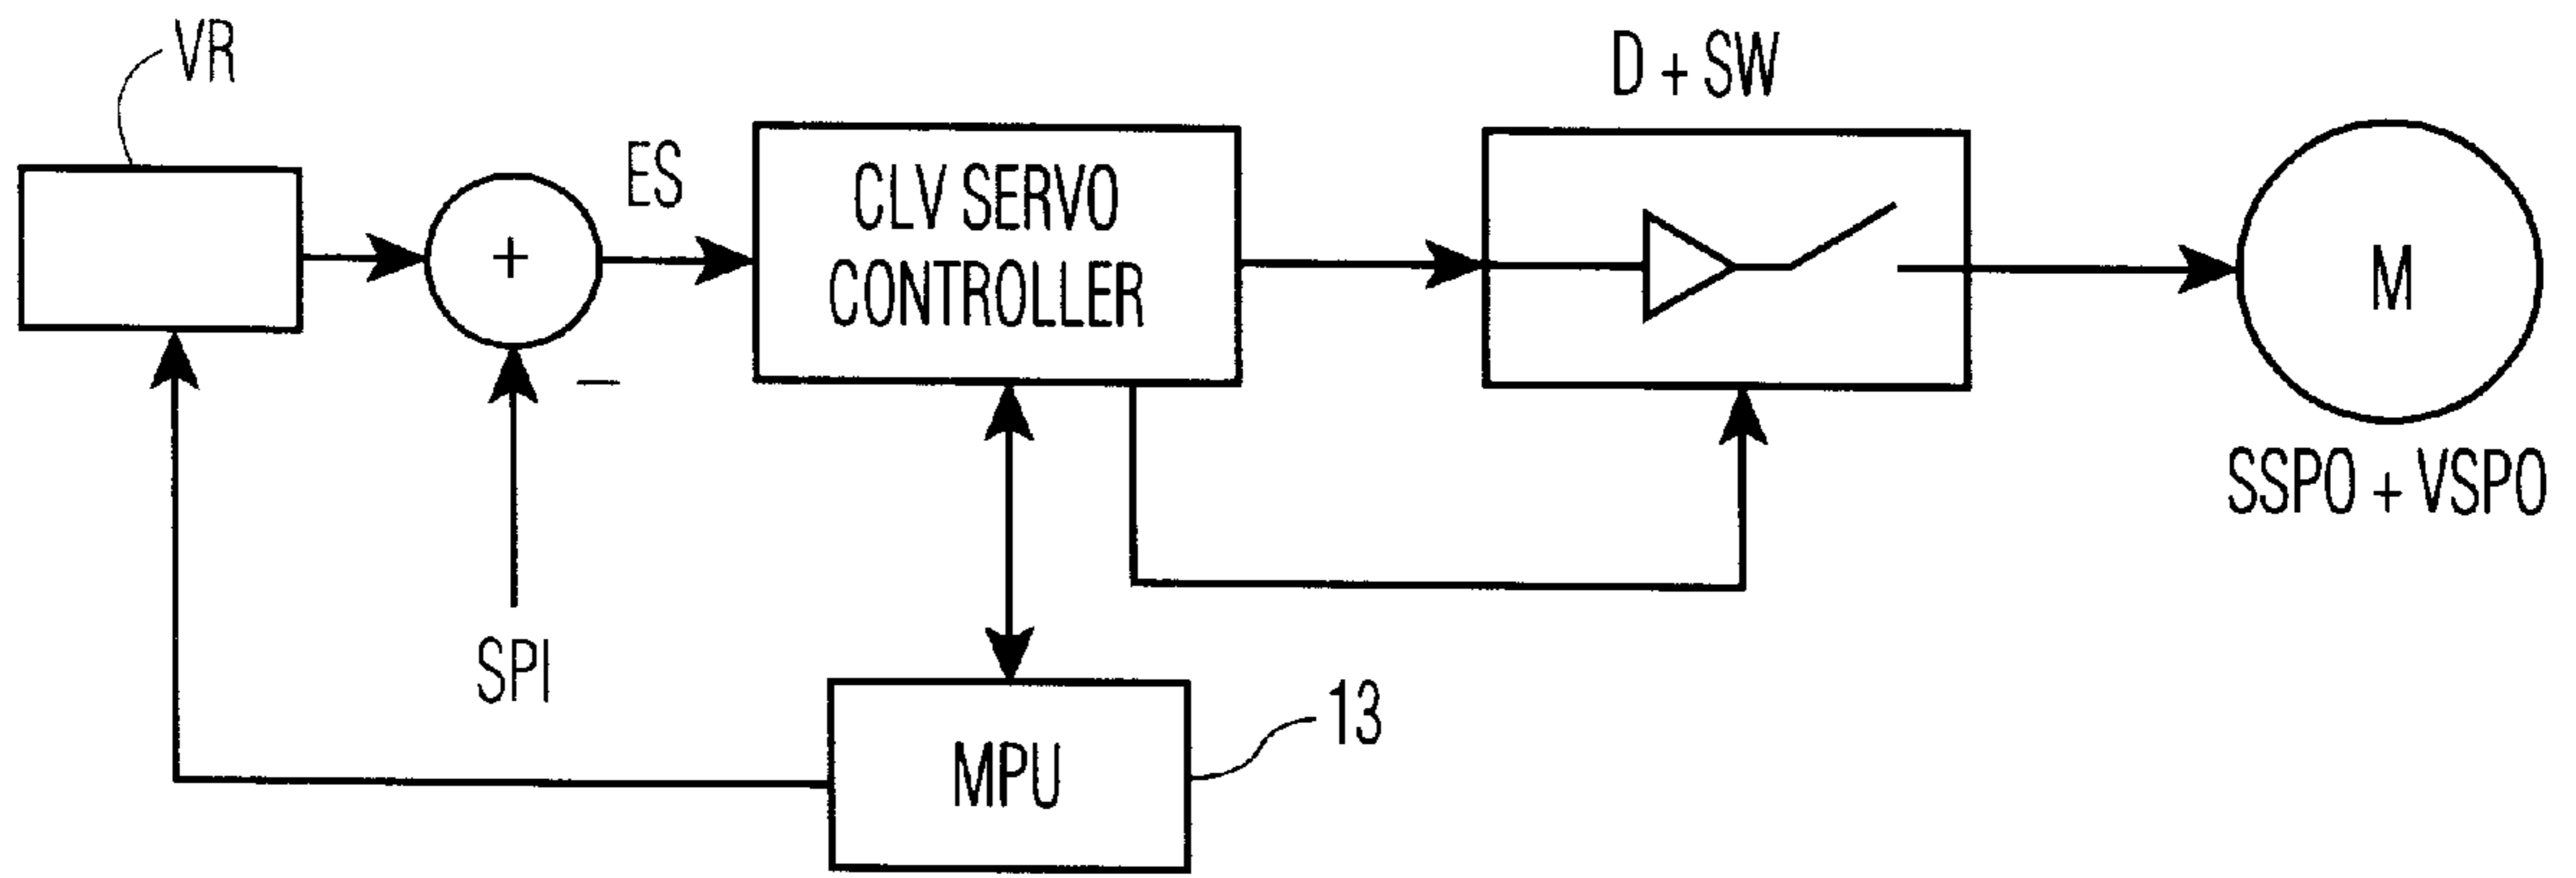 VR
D + SW
ES
CLV SERVO
CONTROLLER
+
M
–
SSPO + VSPO
SPI
13
MPU